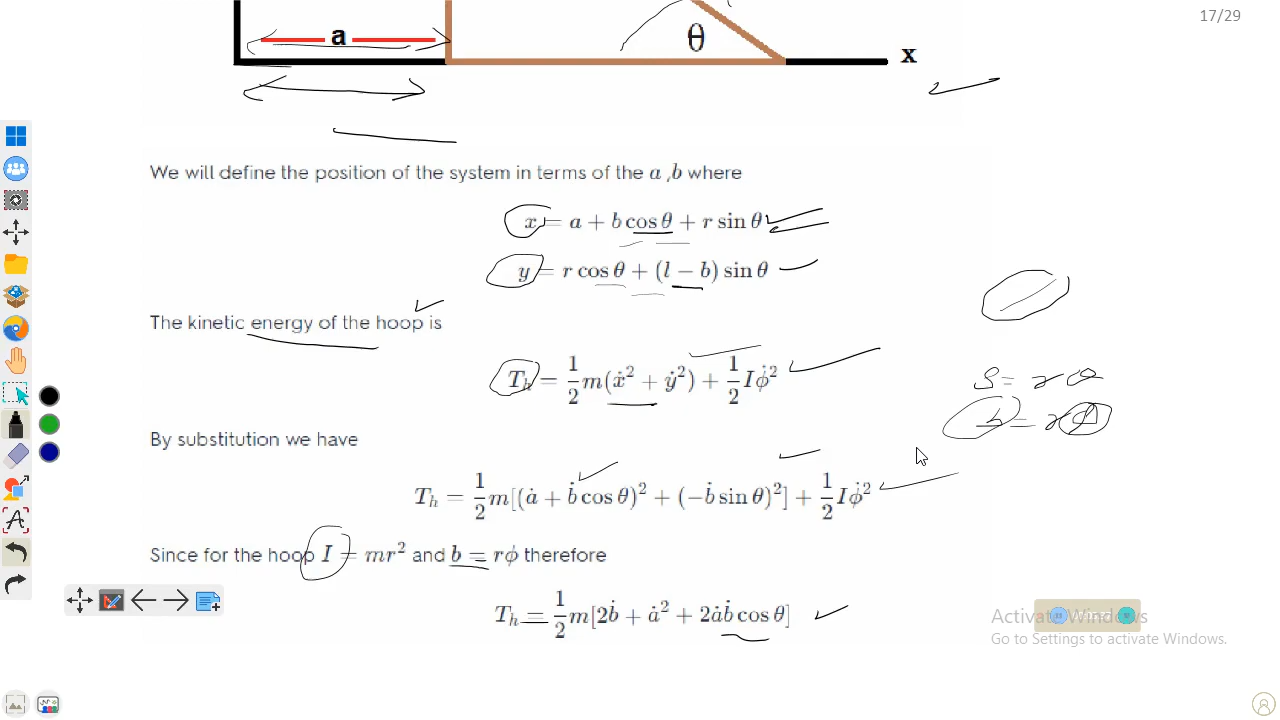 17/29
a
θ
x
We will define the position of the system in terms of the a ,b where
x = a + b cos θ + r sin θ
y = r cos θ + (l − b) sin θ
The kinetic energy of the hoop is
T_h = 1/2 m(ẋ² + ẏ²) + 1/2 Iϕ̇²
By substitution we have
T_h = 1/2 m[(ȧ + ḃ cos θ)² + (−ḃ sin θ)²] + 1/2 Iϕ̇²
Since for the hoop I = mr² and b = rϕ therefore
T_h = 1/2 m[2ḃ + ȧ² + 2ȧḃ cos θ]
Activate Windows
Go to Settings to activate Windows.